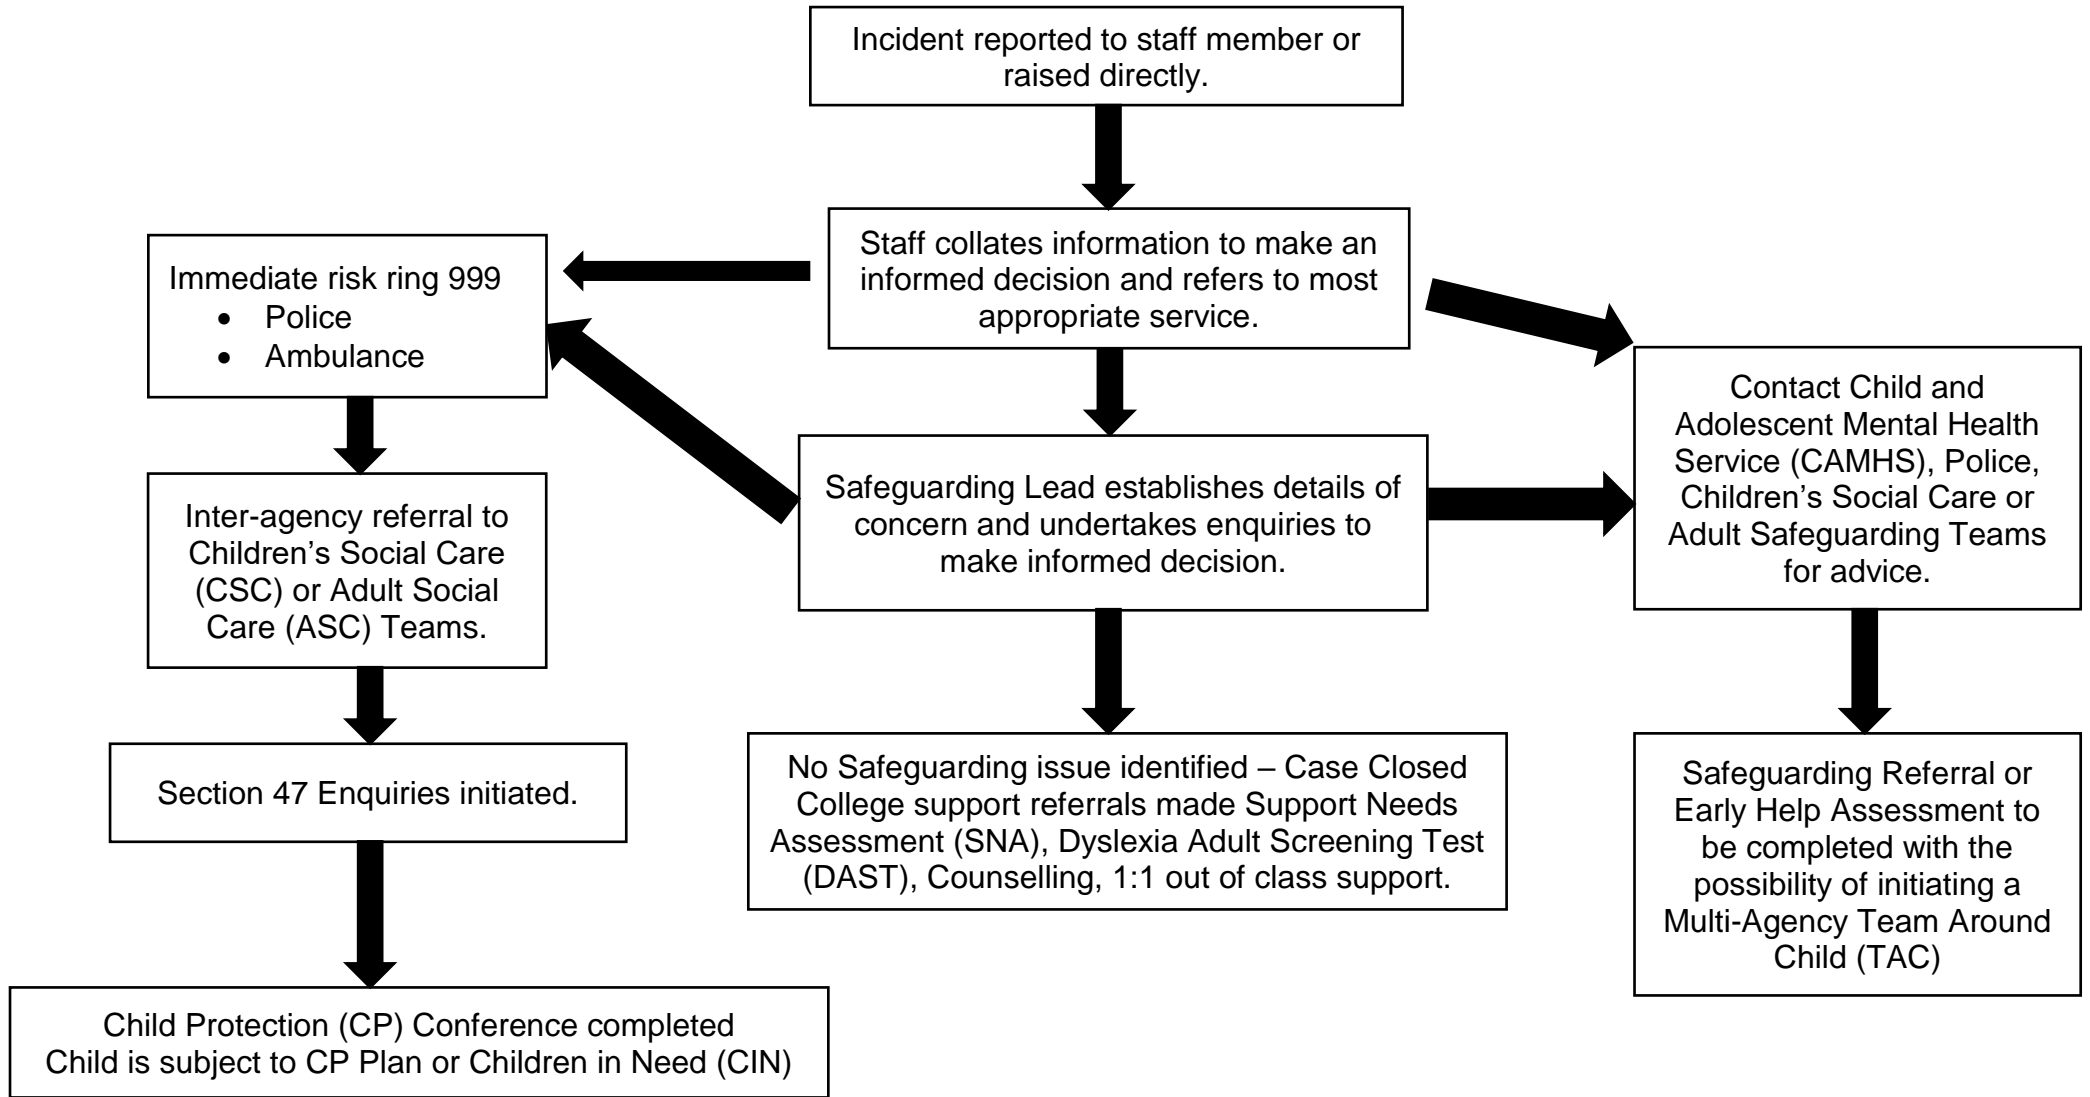 Incident reported to staff member or
raised directly.
Staff collates information to make an
informed decision and refers to most
appropriate service.
Immediate risk ring 999
• Police
• Ambulance
Contact Child and
Adolescent Mental Health
Service (CAMHS), Police,
Children’s Social Care or
Adult Safeguarding Teams
for advice.
Safeguarding Lead establishes details of
concern and undertakes enquiries to
make informed decision.
Inter-agency referral to
Children’s Social Care
(CSC) or Adult Social
Care (ASC) Teams.
Section 47 Enquiries initiated.
No Safeguarding issue identified – Case Closed
College support referrals made Support Needs
Assessment (SNA), Dyslexia Adult Screening Test
(DAST), Counselling, 1:1 out of class support.
Safeguarding Referral or
Early Help Assessment to
be completed with the
possibility of initiating a
Multi-Agency Team Around
Child (TAC)
Child Protection (CP) Conference completed
Child is subject to CP Plan or Children in Need (CIN)